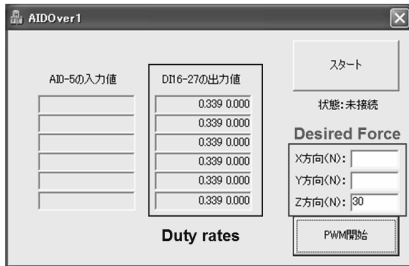 AIDOver1
AI0-5の入力値
DI16-27の出力値
0.339 0.000
0.339 0.000
0.339 0.000
0.339 0.000
0.339 0.000
0.339 0.000
Duty rates
スタート
状態:未接続
Desired Force
X方向(N):
Y方向(N):
Z方向(N): 30
PWM開始